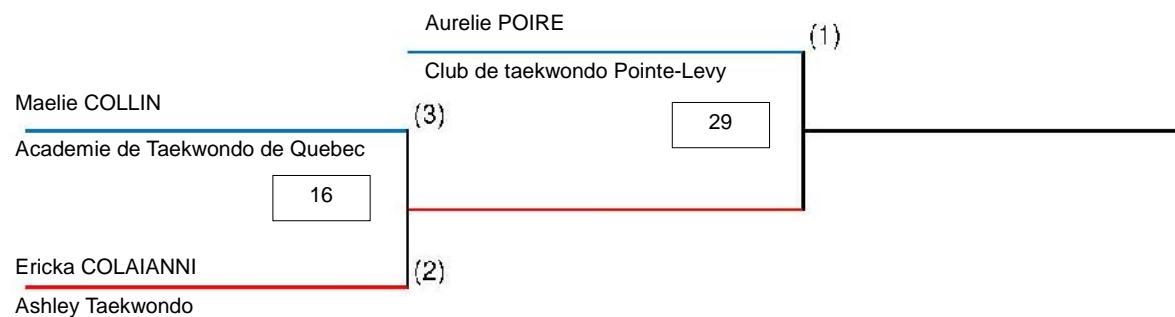 Aurelie POIRE
(1)
Club de taekwondo Pointe-Levy
Maelie COLLIN
(3)
29
Academie de Taekwondo de Quebec
16
Ericka COLAIANNI
(2)
Ashley Taekwondo